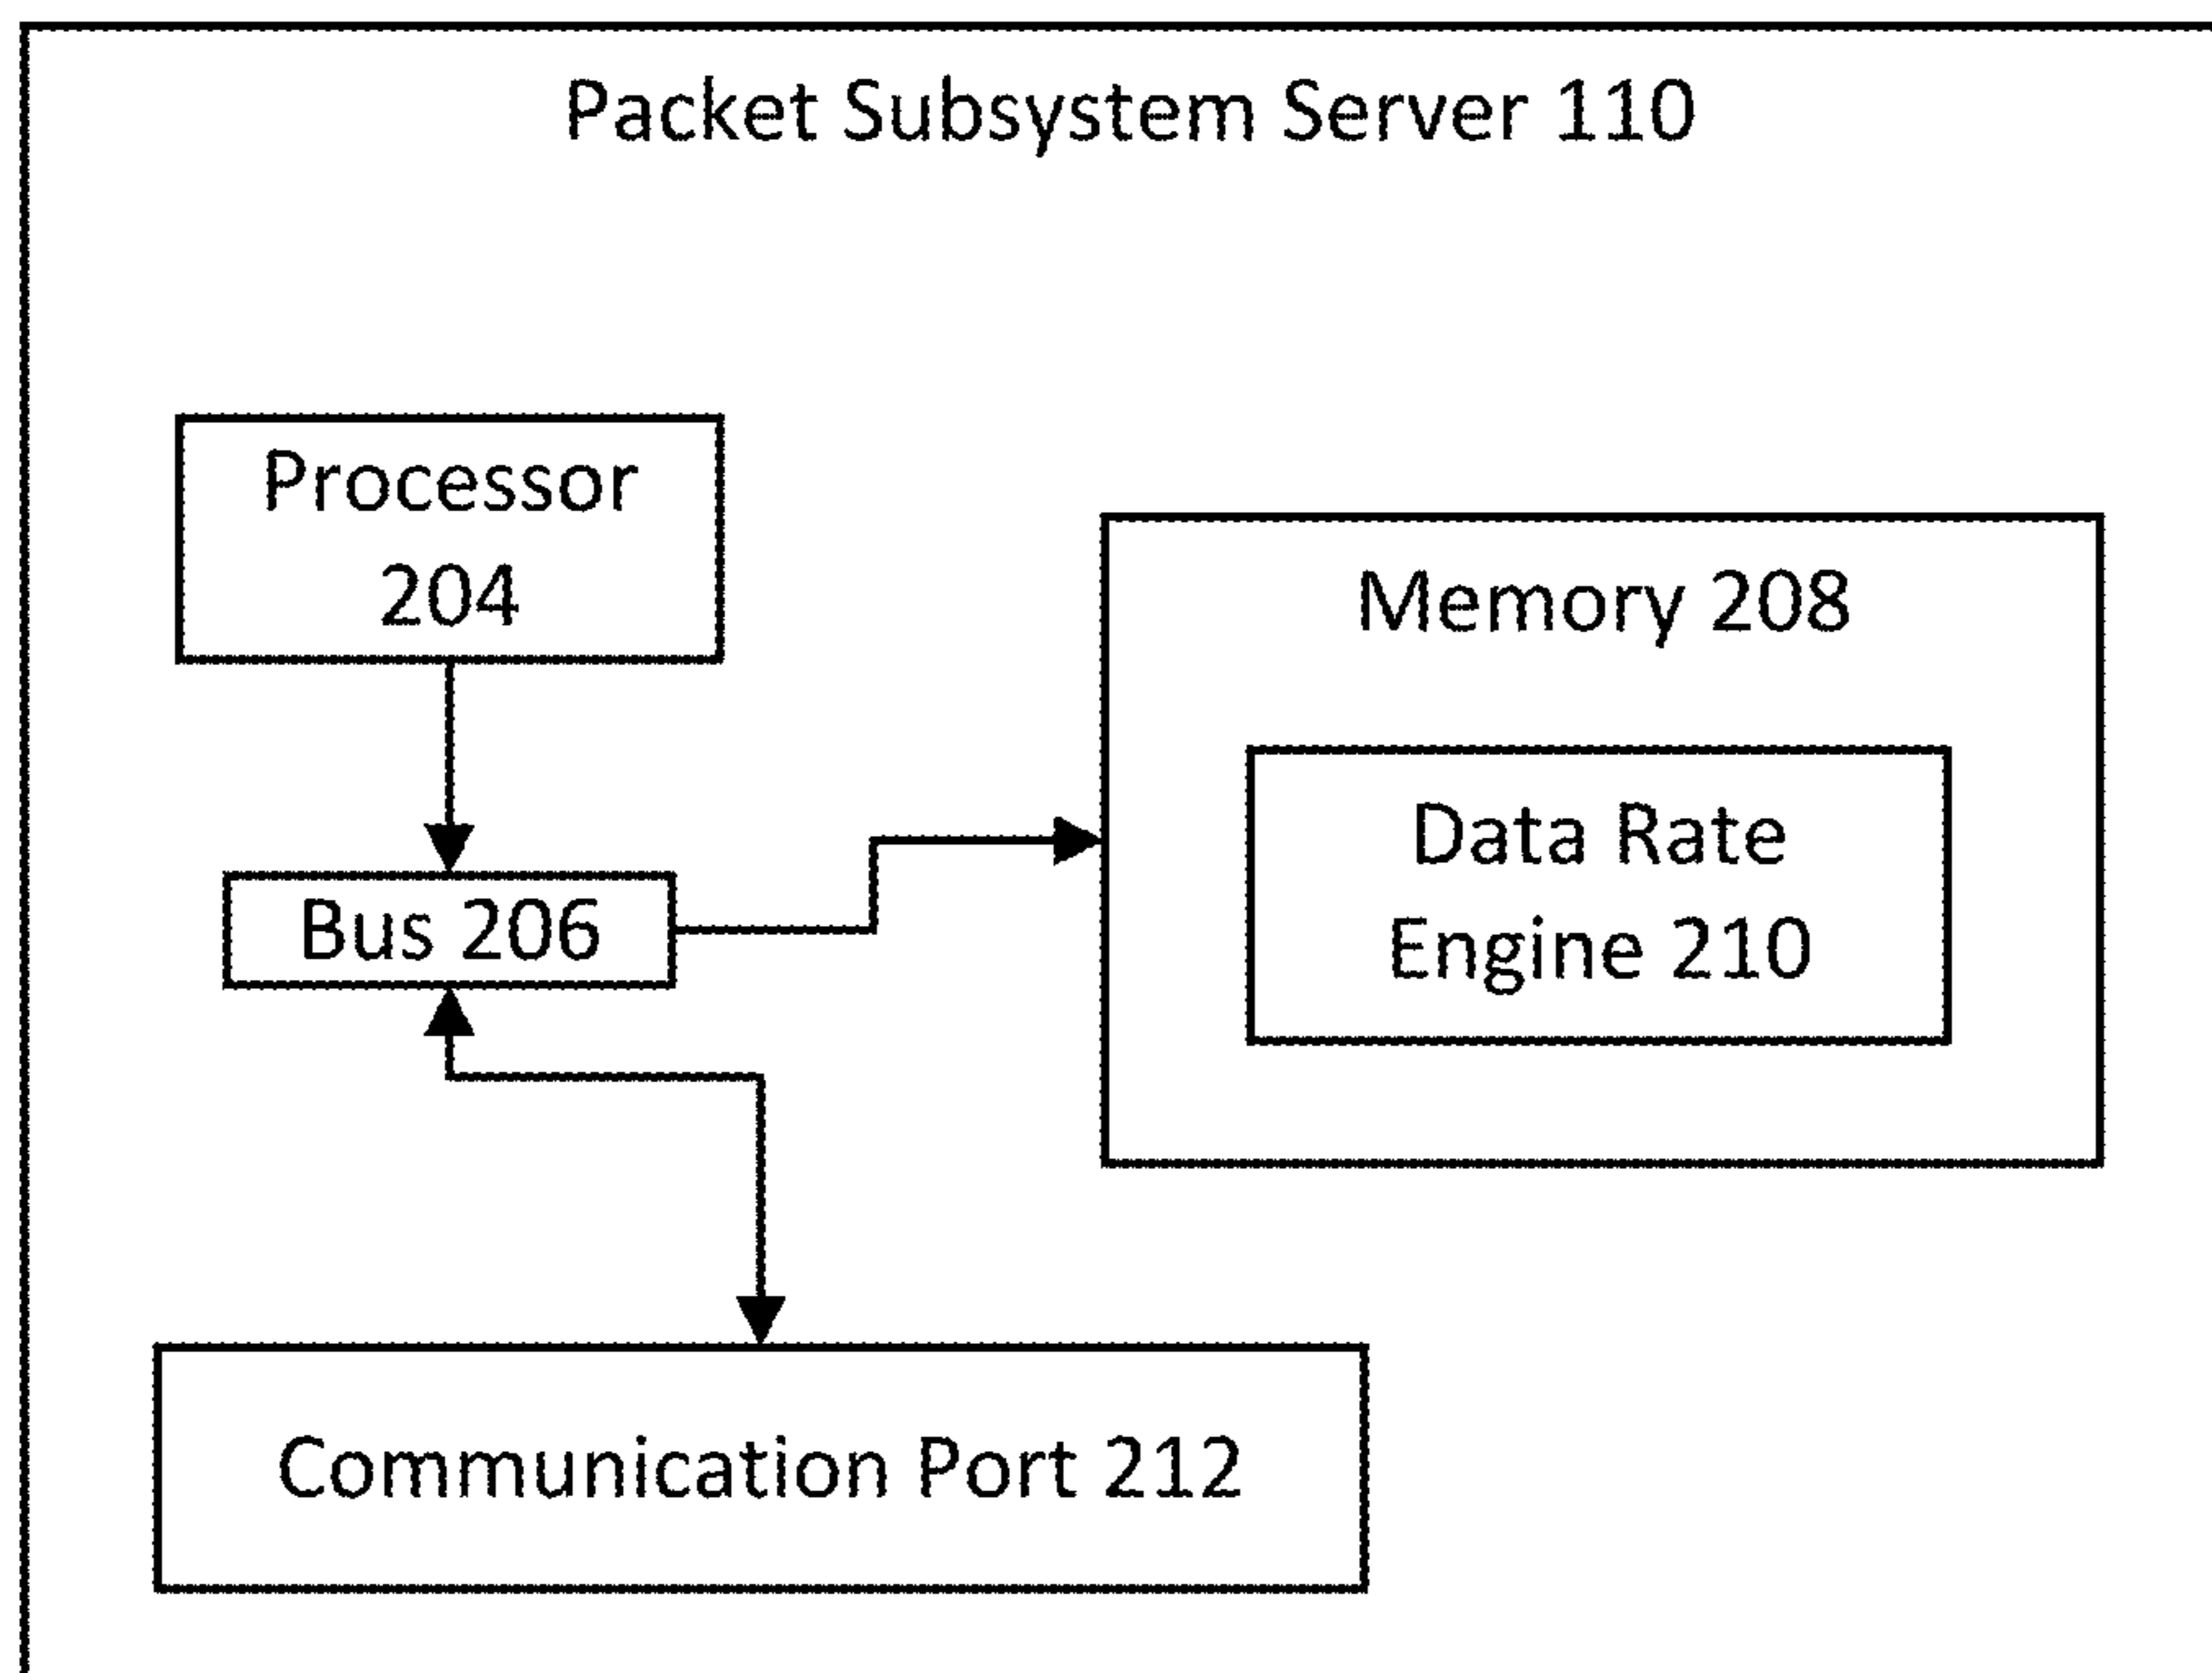 Packet Subsystem Server 110
Processor
204
Memory 208
Data Rate
Engine 210
Bus 206
Communication Port 212